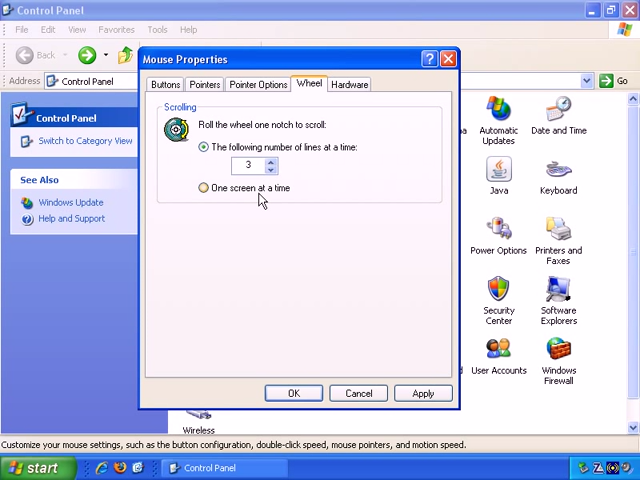 Control Panel
File Edit View Favorites Tools Help
Back
Address Control Panel Go
Control Panel
Switch to Category View
See Also
Windows Update
Help and Support
Mouse Properties
Buttons Pointers Pointer Options Wheel Hardware
Scrolling
Roll the wheel one notch to scroll:
The following number of lines at a time:
3
One screen at a time
OK Cancel Apply
Automatic
Updates
Date and Time
Java
Keyboard
Power Options
Printers and
Faxes
Security
Center
Software
Explorers
User Accounts
Windows
Firewall
Wireless
Customize your mouse settings, such as the button configuration, double-click speed, mouse pointers, and motion speed.
start Control Panel